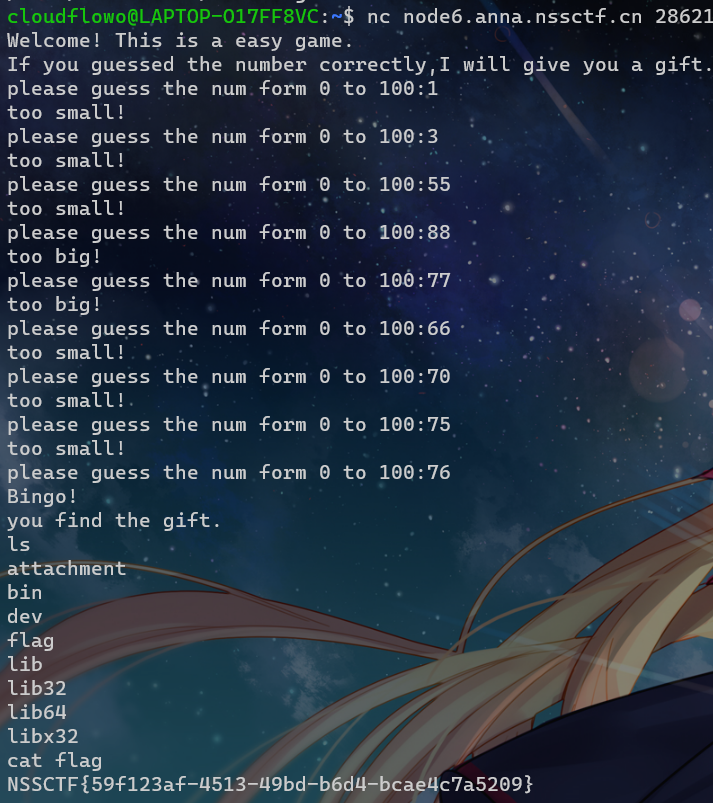 cloudflowo@LAPTOP-O17FF8VC:~$ nc node6.anna.nssctf.cn 28621
Welcome! This is a easy game.
If you guessed the number correctly,I will give you a gift.
please guess the num form 0 to 100:1
too small!
please guess the num form 0 to 100:3
too small!
please guess the num form 0 to 100:55
too small!
please guess the num form 0 to 100:88
too big!
please guess the num form 0 to 100:77
too big!
please guess the num form 0 to 100:66
too small!
please guess the num form 0 to 100:70
too small!
please guess the num form 0 to 100:75
too small!
please guess the num form 0 to 100:76
Bingo!
you find the gift.
ls
attachment
bin
dev
flag
lib
lib32
lib64
libx32
cat flag
NSSCTF{59f123af-4513-49bd-b6d4-bcae4c7a5209}